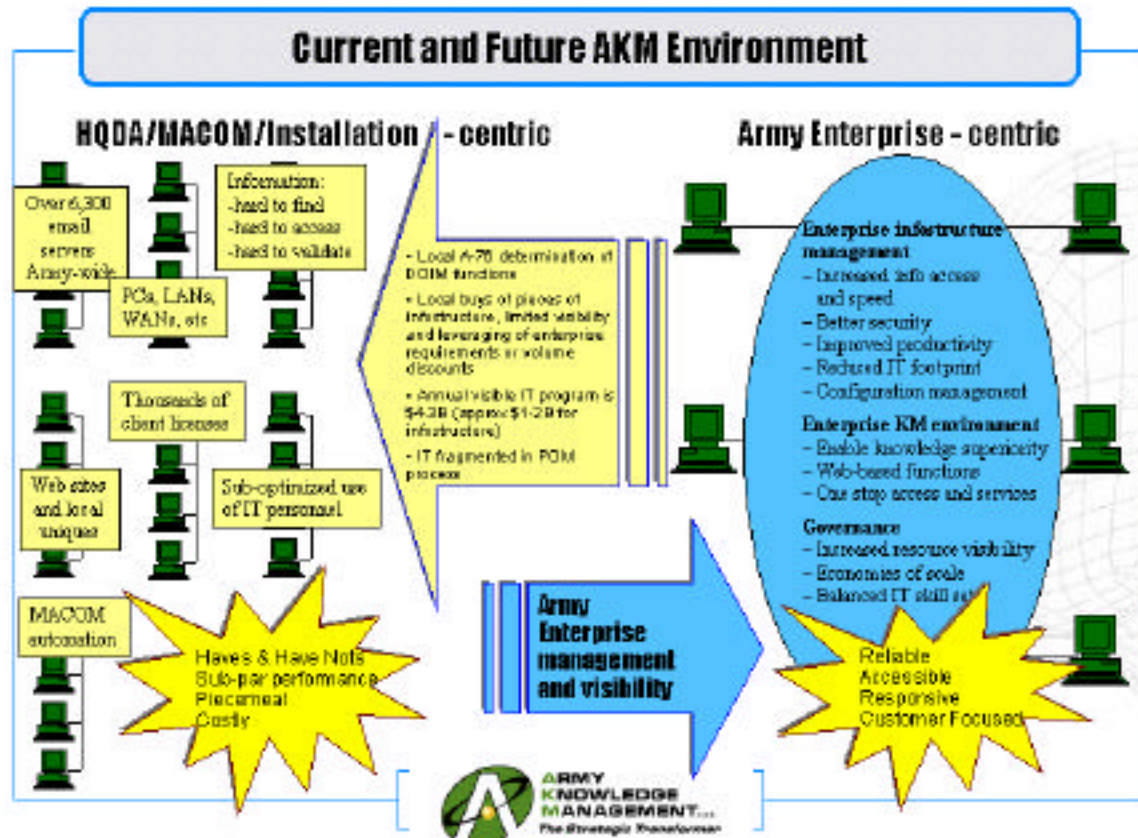 Current and Future AKM Environment
HQDA/MACOM/Installation - centric
Over 6,300
email
servers
Army-wide
PCs, LANs,
WANs, etc
Information:
-hard to find
-hard to access
-hard to validate
Thousands of
client licenses
Web sites
and local
uniques
Sub-optimized use
of IT personnel
MACOM
automation
Haves & Have Nots
Sub-par performance
Piecemeal
Costly
- Local A-76 determination of
DOIM functions
• Local buys of pieces of
infostructure, limited visibility
and leveraging of enterprise
requirements or volume
discounts
• Annual visible IT program is
(approx $1-2B for
infostructure)
• IT fragmented in POM
process
Army
Enterprise
management
and visibility
Army Enterprise - centric
Enterprise infostructure
management
– Increased info access
and speed
– Better security
– Improved productivity
– Reduced IT footprint
– Configuration management
Enterprise KM environment
– Enable knowledge superiority
– Web-based functions
– One stop access and services
Governance
– Increased resource visibility
– Economies of scale
– Balanced IT skill
Reliable
Accessible
Responsive
Customer Focused
ARMY
KNOWLEDGE
MANAGEMENT...
The Strategic Transformer